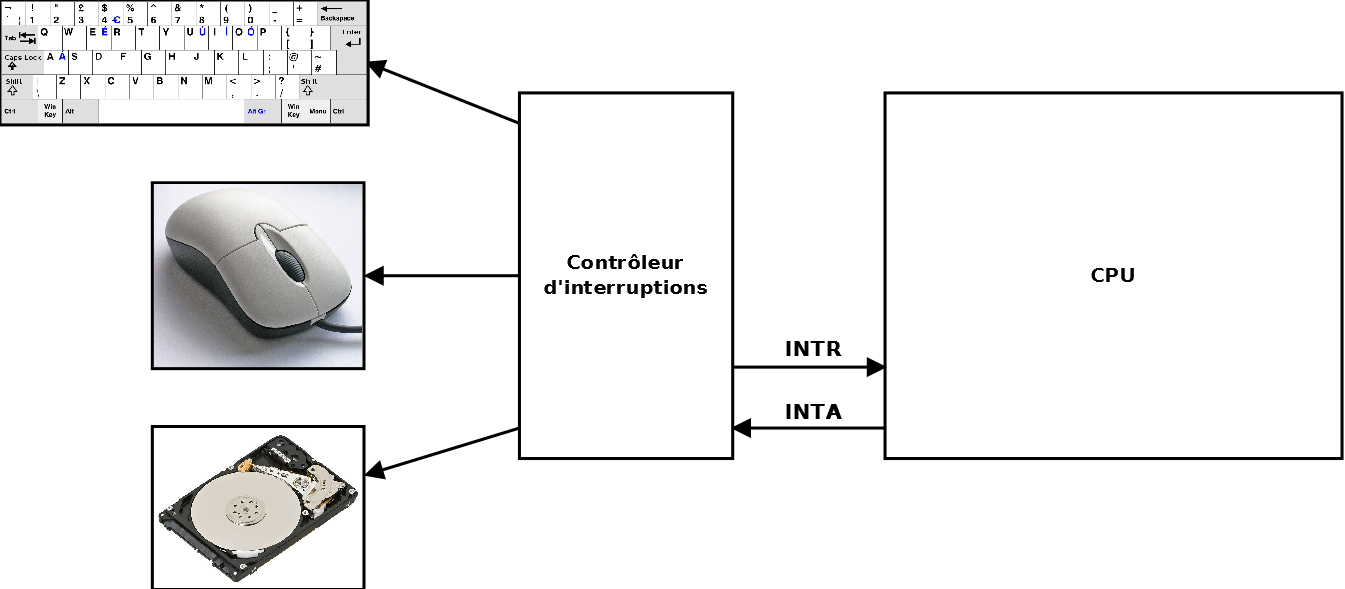 ¬ ! " £ $ % ^ & * ( ) _ + Backspace
` ¦ 1 2 3 4 € 5 6 7 8 9 0 - =
Tab Q W E É R T Y U Ú I Í O Ó P { } Enter
[ ]
Caps Lock A Á S D F G H J K L : @ ~
; ' #
Shift Z X C V B N M < > ? Shift
\ , . /
Ctrl Win Key Alt Alt Gr Win Key Menu Ctrl
Contrôleur
d'interruptions
CPU
INTR
INTA